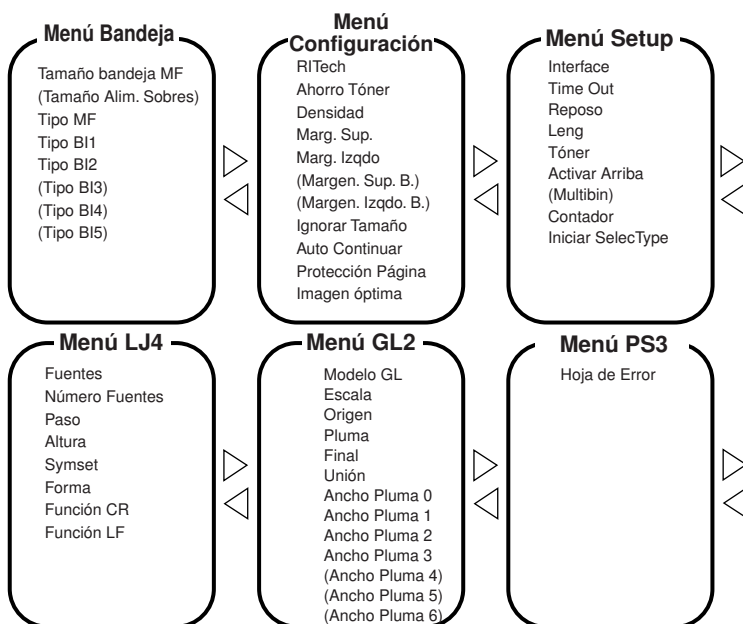 Menú Bandeja
Tamaño bandeja MF
(Tamaño Alim. Sobres)
Tipo MF
Tipo BI1
Tipo BI2
(Tipo BI3)
(Tipo BI4)
(Tipo BI5)
Menú
Configuración
RITech
Ahorro Tóner
Densidad
Marg. Sup.
Marg. Izqdo
(Margen. Sup. B.)
(Margen. Izqdo. B.)
Ignorar Tamaño
Auto Continuar
Protección Página
Imagen óptima
Menú Setup
Interface
Time Out
Reposo
Leng
Tóner
Activar Arriba
(Multibin)
Contador
Iniciar SelecType
Menú LJ4
Fuentes
Número Fuentes
Paso
Altura
Symset
Forma
Función CR
Función LF
Menú GL2
Modelo GL
Escala
Origen
Pluma
Final
Unión
Ancho Pluma 0
Ancho Pluma 1
Ancho Pluma 2
Ancho Pluma 3
(Ancho Pluma 4)
(Ancho Pluma 5)
(Ancho Pluma 6)
Menú PS3
Hoja de Error